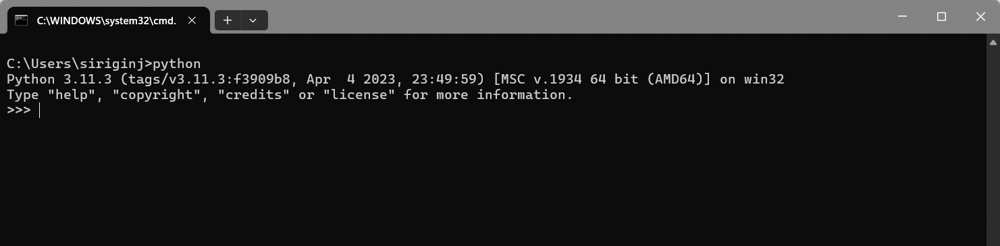 C:\WINDOWS\system32\cmd.
C:\Users\siriginj>python
Python 3.11.3 (tags/v3.11.3:f3909b8, Apr  4 2023, 23:49:59) [MSC v.1934 64 bit (AMD64)] on win32
Type "help", "copyright", "credits" or "license" for more information.
>>>